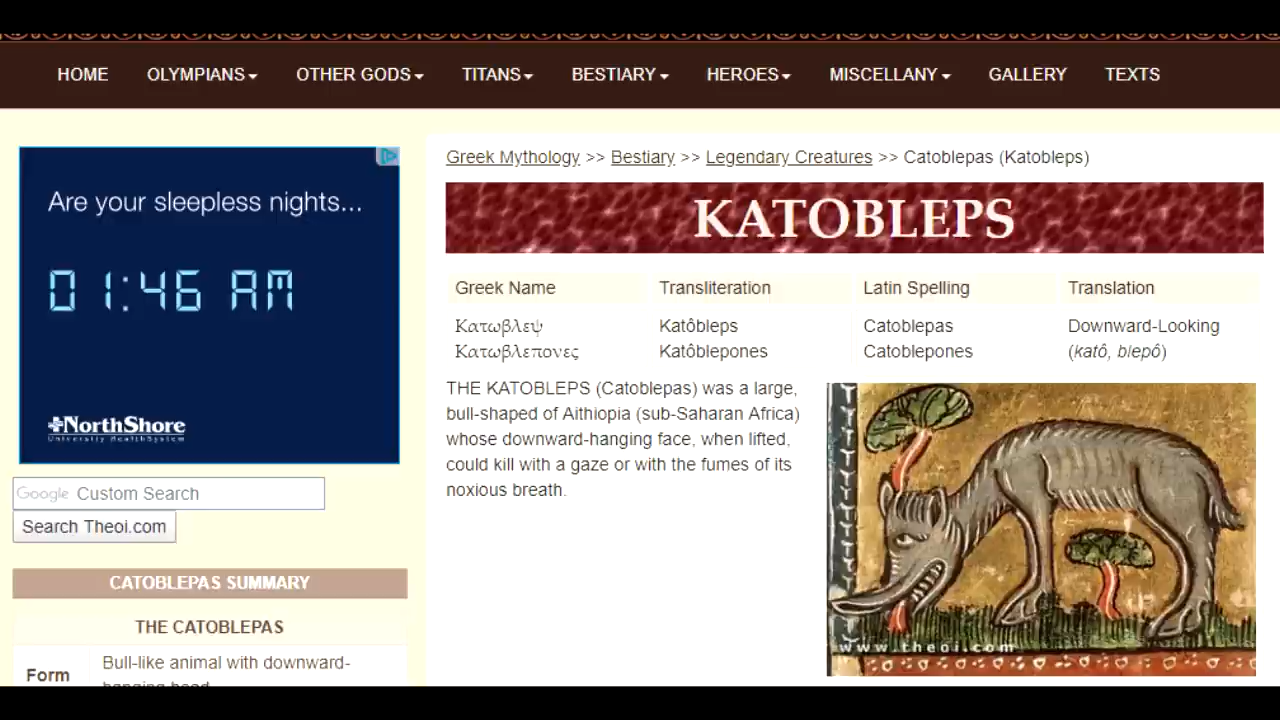 HOME OLYMPIANS OTHER GODS TITANS BESTIARY HEROES MISCELLANY GALLERY TEXTS
Are your sleepless nights...
01:46 AM
NorthShore
University HealthSystem
Google Custom Search
Search Theoi.com
CATOBLEPAS SUMMARY
THE CATOBLEPAS
Form Bull-like animal with downward-
hanging head
Greek Mythology >> Bestiary >> Legendary Creatures >> Catoblepas (Katobleps)
KATOBLEPS
Greek Name Transliteration Latin Spelling Translation
Κατωβλεψ Katôbleps Catoblepas Downward-Looking
Κατωβλεπονες Katôblepones Catoblepones (katô, blepô)
THE KATOBLEPS (Catoblepas) was a large,
bull-shaped of Aithiopia (sub-Saharan Africa)
whose downward-hanging face, when lifted,
could kill with a gaze or with the fumes of its
noxious breath.
www.theoi.com